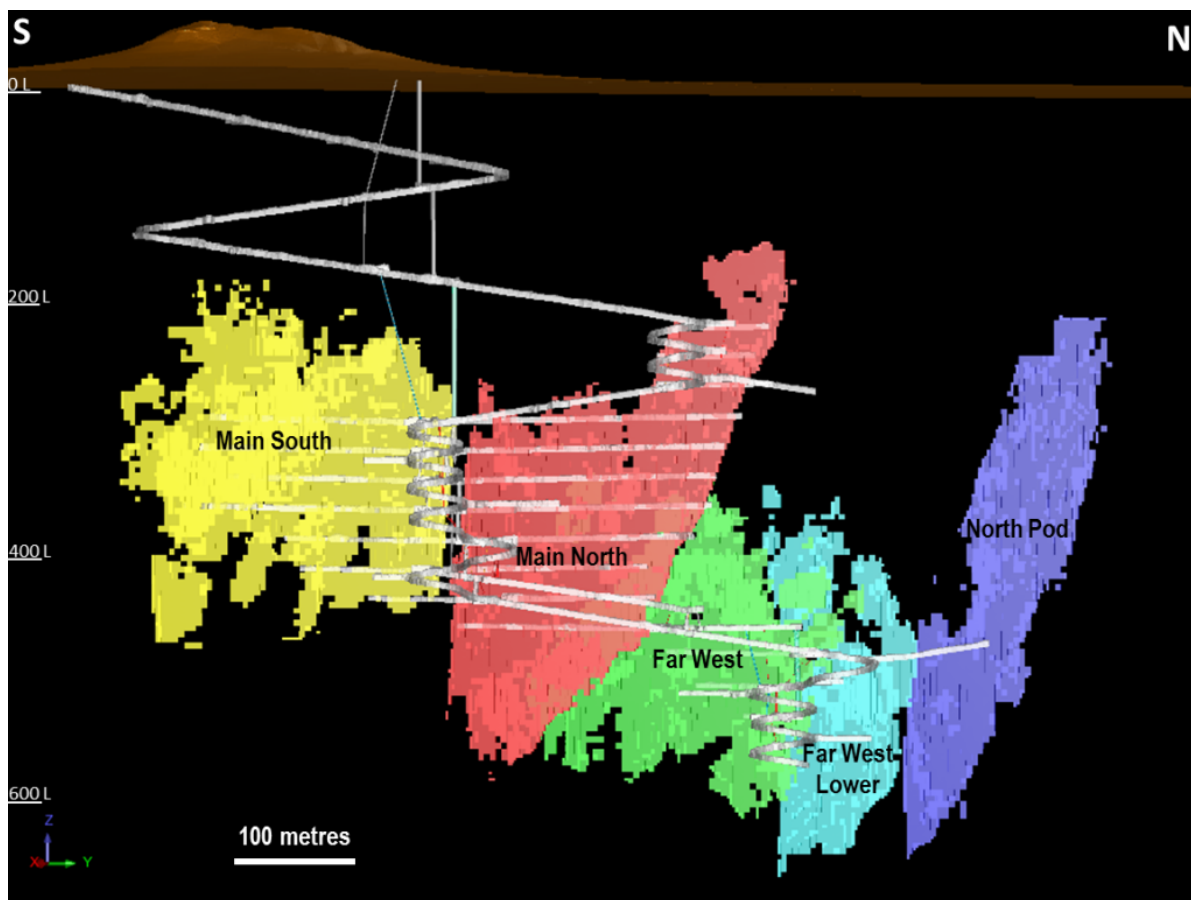 S
N
0 L
200 L
Main South
400 L
Main North
North Pod
Far West
Far West
Lower
600 L
Z
X
Y
100 metres